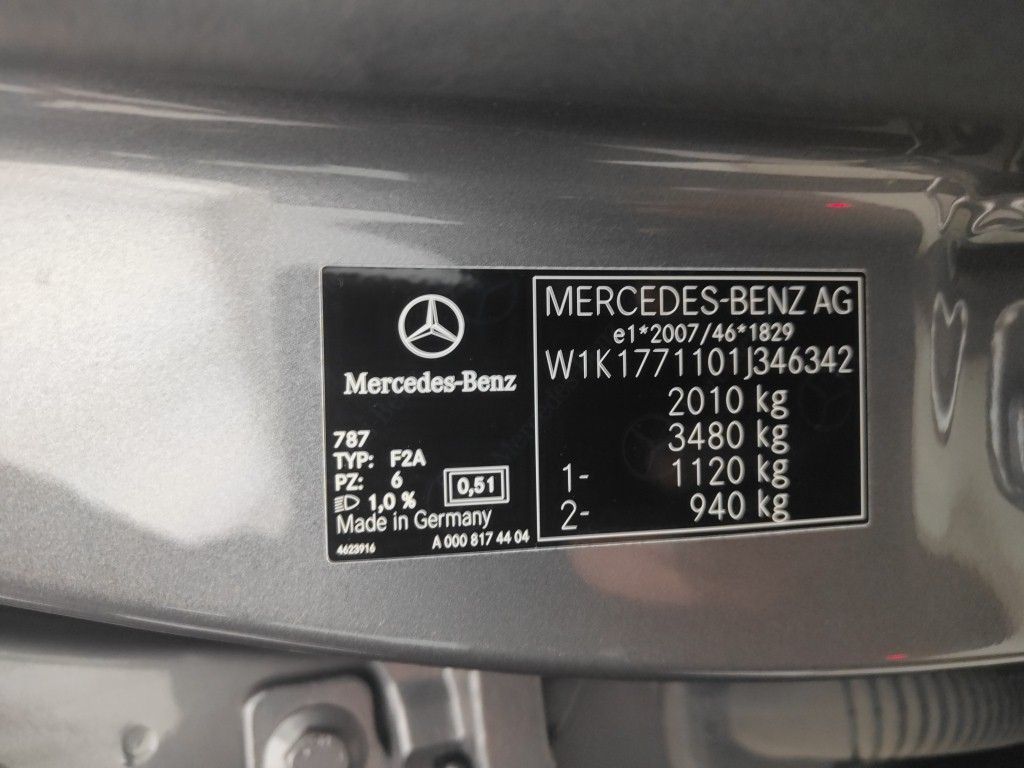 Mercedes-Benz
787
TYP: F2A
PZ: 6
1,0 %
0,51
Made in Germany
4623916
A 000 817 44 04
MERCEDES-BENZ AG
e1*2007/46*1829
W1K1771101J346342
2010 kg
3480 kg
1- 1120 kg
2- 940 kg